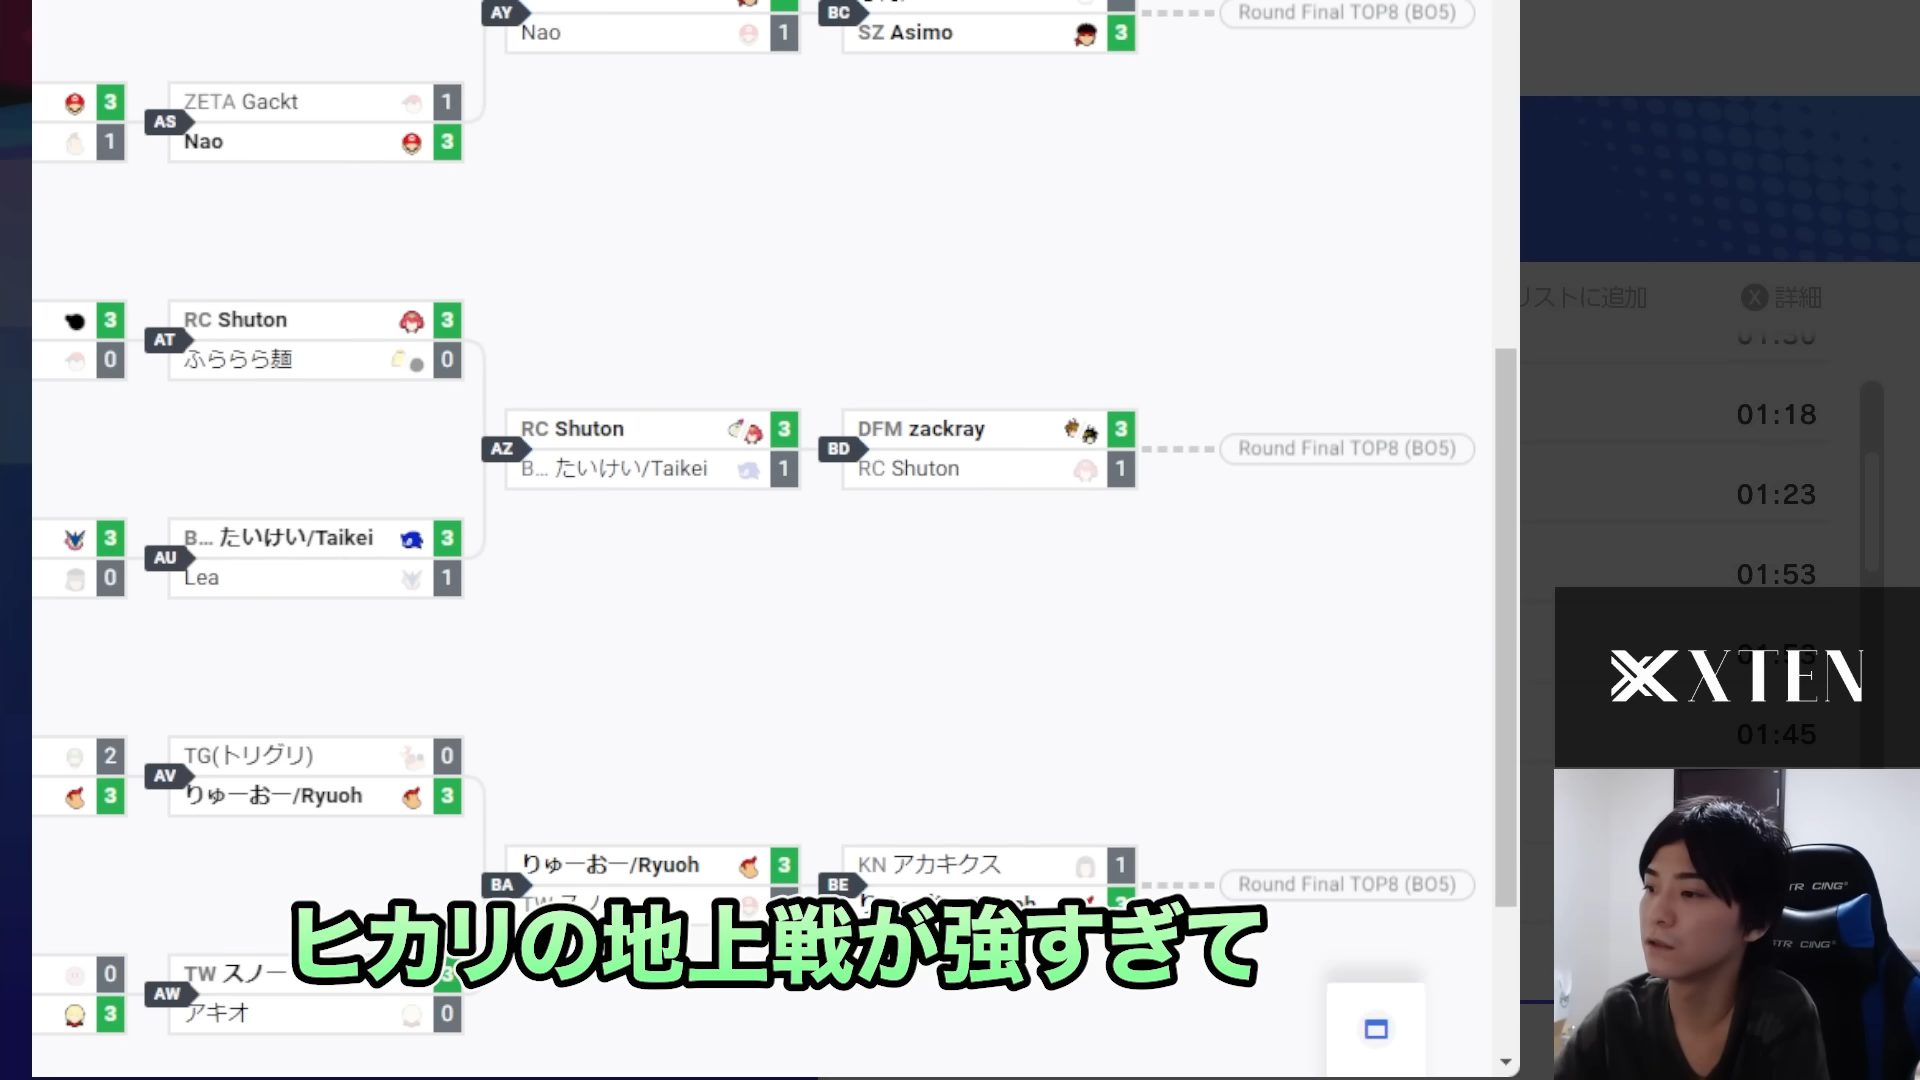 AY
Nao 1
BC
SZ Asimo 3
Round Final TOP8 (BO5)
3
1
AS
ZETA Gackt 1
Nao 3
リストに追加
X 詳細
3
0
AT
RC Shuton 3
ふららら麺 0
01:18
AZ
RC Shuton 3
B... たいけい/Taikei 1
BD
DFM zackray 3
RC Shuton 1
Round Final TOP8 (BO5)
01:23
3
0
AU
B... たいけい/Taikei 3
Lea 1
01:53
XTEN
01:45
2
3
AV
TG(トリグリ) 0
りゅーおー/Ryuoh 3
BA
りゅーおー/Ryuoh 3
BE
KN アカキクス 1
Round Final TOP8 (BO5)
ヒカリの地上戦が強すぎて
0
3
AW
TW スノー
アキオ 0